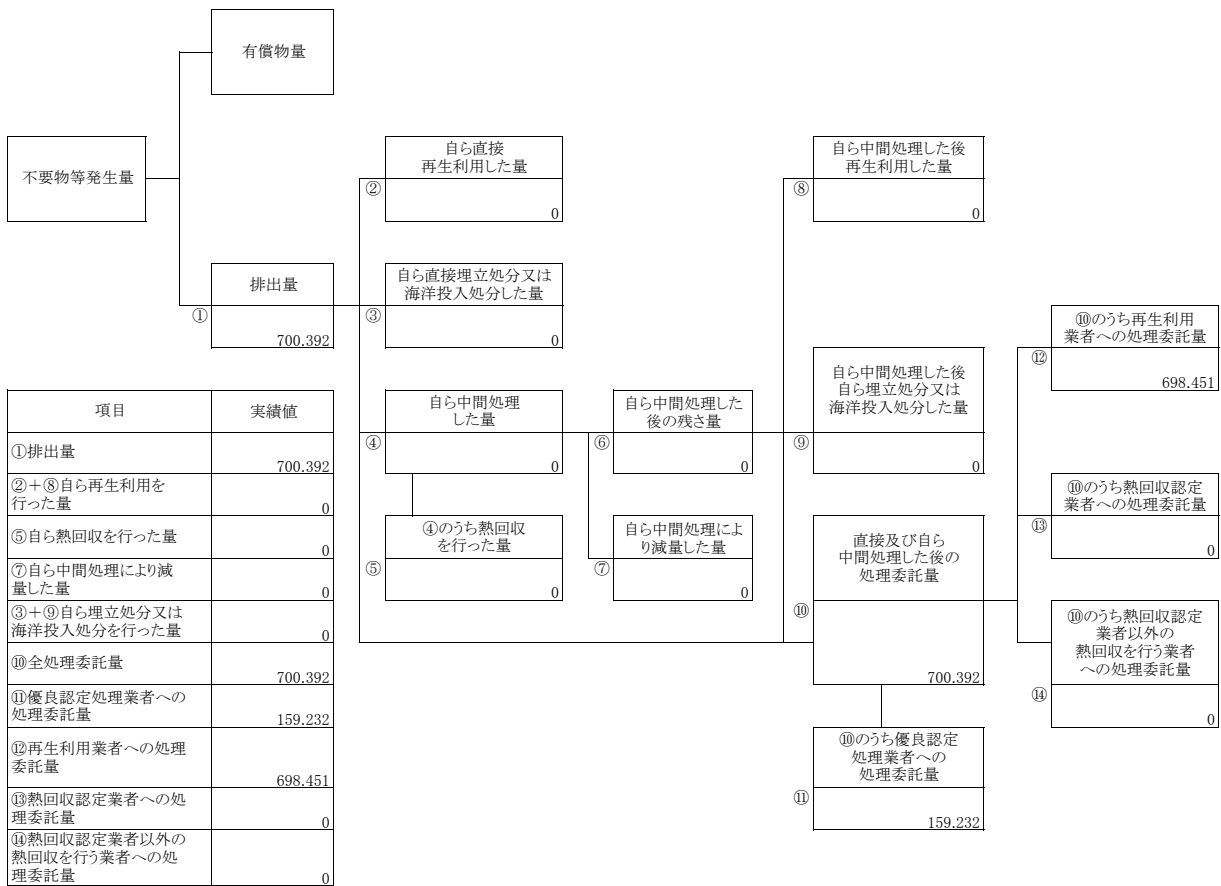 有償物量
不要物等発生量
自ら直接
再生利用した量
②
0
自ら中間処理した後
再生利用した量
⑧
0
排出量
①
700.392
自ら直接埋立処分又は
海洋投入処分した量
③
0
⑩のうち再生利用
業者への処理委託量
⑫
698.451
自ら中間処理した後
自ら埋立処分又は
海洋投入処分した量
⑨
0
自ら中間処理
した量
④
0
自ら中間処理した
後の残さ量
⑥
0
⑩のうち熱回収認定
業者への処理委託量
⑬
0
④のうち熱回収
を行った量
⑤
0
自ら中間処理によ
り減量した量
⑦
0
直接及び自ら
中間処理した後の
処理委託量
⑩
700.392
⑩のうち熱回収認定
業者以外の
熱回収を行う業者
への処理委託量
⑭
0
⑩のうち優良認定
処理業者への
処理委託量
⑪
159.232
項目 実績値
①排出量
700.392
②＋⑧自ら再生利用を
行った量
0
⑤自ら熱回収を行った量
0
⑦自ら中間処理により減
量した量
0
③＋⑨自ら埋立処分又は
海洋投入処分を行った量
0
⑩全処理委託量
700.392
⑪優良認定処理業者への
処理委託量
159.232
⑫再生利用業者への処理
委託量
698.451
⑬熱回収認定業者への処
理委託量
0
⑭熱回収認定業者以外の
熱回収を行う業者への処
理委託量
0